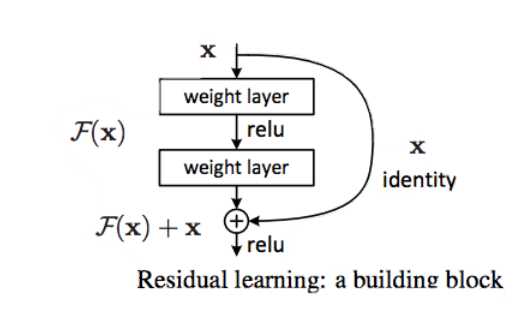 x
weight layer
F(x)
relu
x
weight layer
identity
F(x) + x
+
relu
Residual learning: a building block